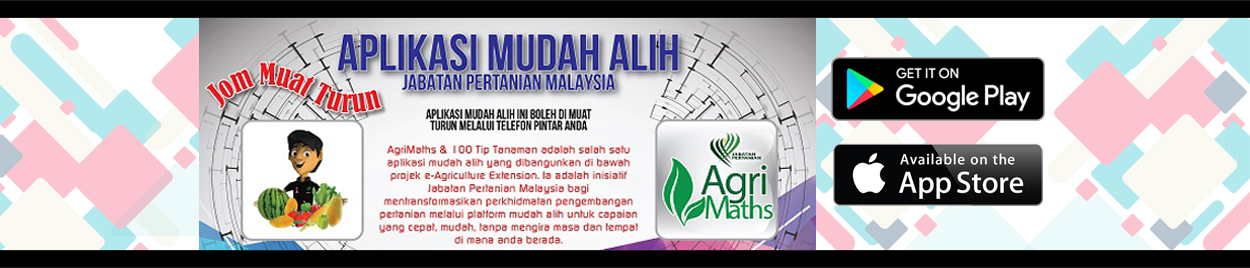 APLIKASI MUDAH ALIH
JABATAN PERTANIAN MALAYSIA
Jom Muat Turun
APLIKASI MUDAH ALIH INI BOLEH DI MUAT
TURUN MELALUI TELEFON PINTAR ANDA
AgriMaths & 100 Tip Tanaman adalah salah satu
aplikasi mudah alih yang dibangunkan di bawah
projek e-Agriculture Extension. Ia adalah inisiatif
Jabatan Pertanian Malaysia bagi
mentransformasikan perkhidmatan pengembangan
pertanian melalui platform mudah alih untuk capaian
yang cepat, mudah, tanpa mengira masa dan tempat
di mana anda berada.
JABATAN
PERTANIAN
Agri
Maths
GET IT ON
Google Play
Available on the
App Store